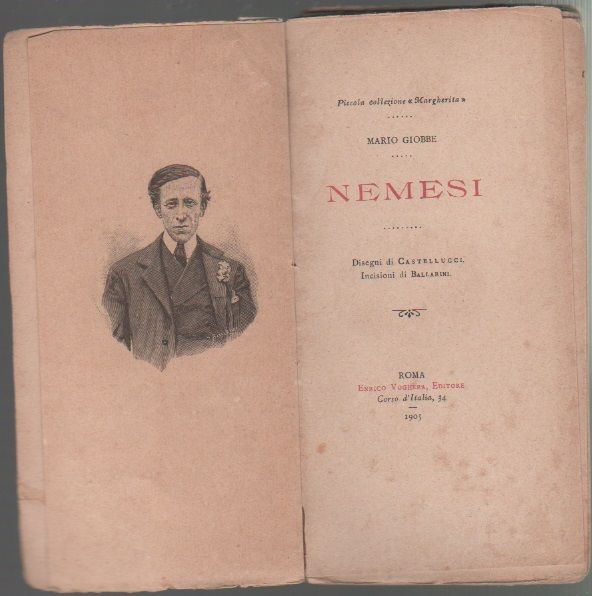 Piccola collezione « Margherita »
MARIO GIOBBE
NEMESI
Disegni di CASTELLUCCI.
Incisioni di BALLARINI.
ROMA
ENRICO VOGHERA, EDITORE
Corso d'Italia, 34
1905